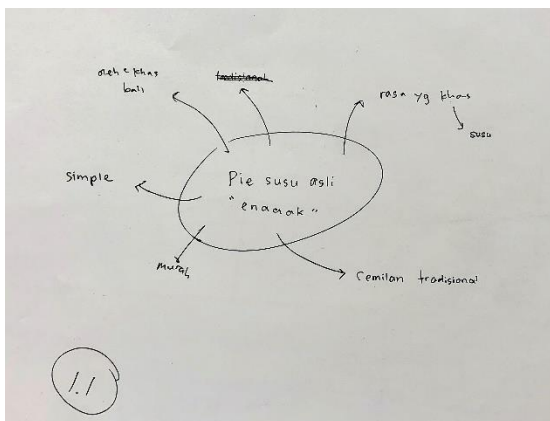 oleh² khas
bali
tradisional
rasa yg khas
susu
simple
Pie susu asli
"enaaak"
murah
Cemilan tradisional
1.1